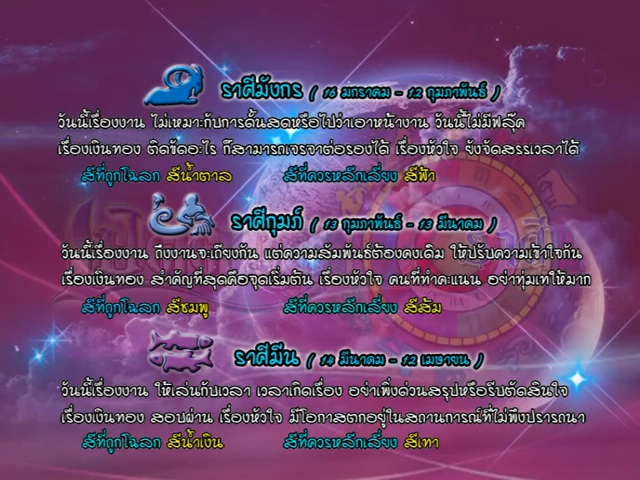 ราศีมังกร ( 16 มกราคม - 12 กุมภาพันธ์ )
วันนี้เรื่องงาน ไม่เหมาะกับการดั้นสดหรือไปว่าเอาหน้างาน วันนี้ไม่มีฟลุ๊ค
เรื่องเงินทอง ติดขัดอะไร ก็สามารถเจรจาต่อรองได้ เรื่องหัวใจ ยังจัดสรรเวลาได้
สีที่ถูกโฉลก สีน้ำตาล สีที่ควรหลีกเลี่ยง สีฟ้า
ราศีกุมภ์ ( 13 กุมภาพันธ์ - 13 มีนาคม )
วันนี้เรื่องงาน ถึงงานจะเถียงกัน แต่ความสัมพันธ์ต้องคงเดิม ให้ปรับความเข้าใจกัน
เรื่องเงินทอง สำคัญที่สุดคือจุดเริ่มต้น เรื่องหัวใจ คนที่ทำคะแนน อย่าทุ่มเทให้มาก
สีที่ถูกโฉลก สีชมพู สีที่ควรหลีกเลี่ยง สีส้ม
ราศีมีน ( 14 มีนาคม - 12 เมษายน )
วันนี้เรื่องงาน ให้เล่นกับเวลา เวลาเกิดเรื่อง อย่าเพิ่งด่วนสรุปหรือรีบตัดสินใจ
เรื่องเงินทอง สอบผ่าน เรื่องหัวใจ มีโอกาสตกอยู่ในสถานการณ์ที่ไม่พึงปรารถนา
สีที่ถูกโฉลก สีน้ำเงิน สีที่ควรหลีกเลี่ยง สีเทา